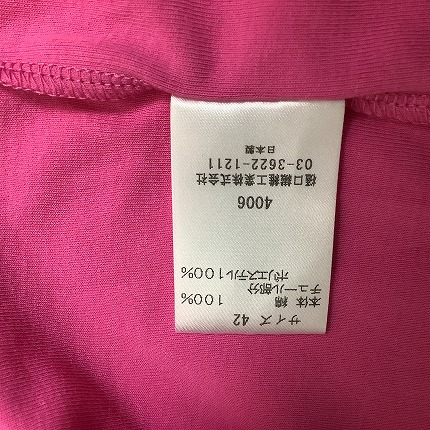 サイズ 42
本体 綿 100%
チュール部分
ポリエステル100%
4006
樋口繊維工業株式会社
03-3622-1211
日本製